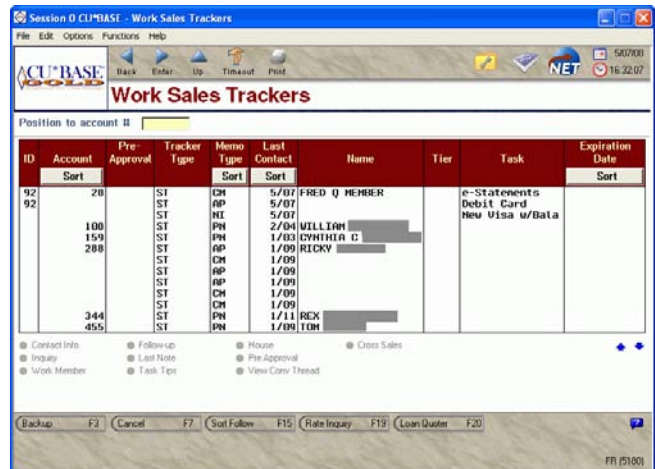 Session 0 CU*BASE - Work Sales Trackers
File Edit Options Functions Help
CU*BASE GOLD
Back Enter Up Timeout Print
NET
5/07/08
16:32:07
Work Sales Trackers
Position to account #
ID Account Pre-Approval Tracker Type Memo Type Last Contact Name Tier Task Expiration Date
Sort Sort Sort Sort
92 28 ST CM 5/07 FRED Q MEMBER e-Statements
92 ST AP 5/07 Debit Card
ST NI 5/07 New Visa w/Bala
100 ST PN 2/04 WILLIAM
159 ST PN 1/03 CYNTHIA C
288 ST AP 1/09 RICKY
ST CM 1/09
ST AP 1/09
ST AP 1/09
ST CM 1/09
ST CM 1/09
344 ST PN 1/11 REX
455 ST PN 1/09 TOM
Contact Info Follow-up House Cross Sales
Inquiry Last Note Pre Approval
Work Member Task Tips View Conv Thread
Backup F3 Cancel F7 Sort Follow F15 Rate Inquiry F19 Loan Quoter F20
FR (5180)